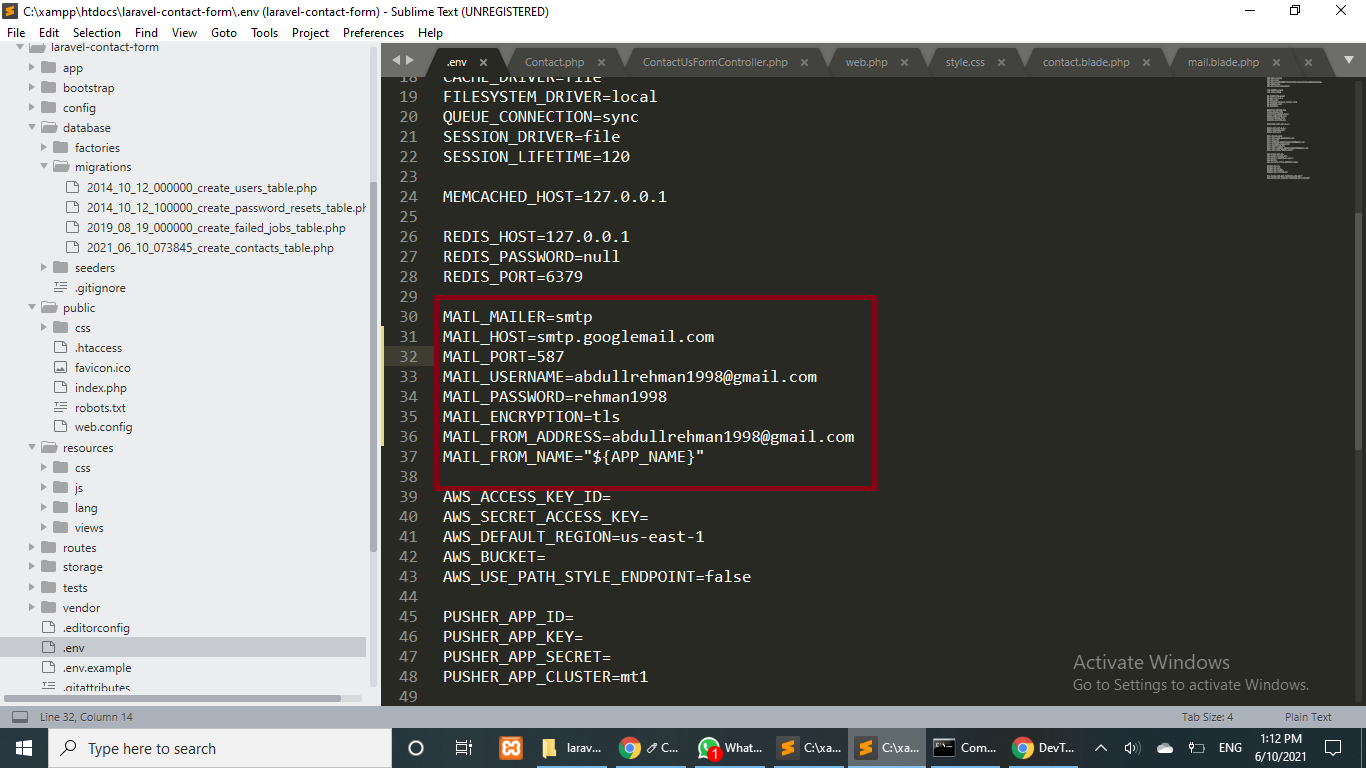 C:\xampp\htdocs\laravel-contact-form\.env (laravel-contact-form) - Sublime Text (UNREGISTERED)
File Edit Selection Find View Goto Tools Project Preferences Help
laravel-contact-form
app
bootstrap
config
database
factories
migrations
2014_10_12_000000_create_users_table.php
2014_10_12_100000_create_password_resets_table.ph
2019_08_19_000000_create_failed_jobs_table.php
2021_06_10_073845_create_contacts_table.php
seeders
.gitignore
public
css
.htaccess
favicon.ico
index.php
robots.txt
web.config
resources
css
js
lang
views
routes
storage
tests
vendor
.editorconfig
.env
.env.example
.gitattributes
.env Contact.php ContactUsFormController.php web.php style.css contact.blade.php mail.blade.php
18 CACHE_DRIVER=file
19 FILESYSTEM_DRIVER=local
20 QUEUE_CONNECTION=sync
21 SESSION_DRIVER=file
22 SESSION_LIFETIME=120
23
24 MEMCACHED_HOST=127.0.0.1
25
26 REDIS_HOST=127.0.0.1
27 REDIS_PASSWORD=null
28 REDIS_PORT=6379
29
30 MAIL_MAILER=smtp
31 MAIL_HOST=smtp.googlemail.com
32 MAIL_PORT=587
33 MAIL_USERNAME=abdullrehman1998@gmail.com
34 MAIL_PASSWORD=rehman1998
35 MAIL_ENCRYPTION=tls
36 MAIL_FROM_ADDRESS=abdullrehman1998@gmail.com
37 MAIL_FROM_NAME="${APP_NAME}"
38
39 AWS_ACCESS_KEY_ID=
40 AWS_SECRET_ACCESS_KEY=
41 AWS_DEFAULT_REGION=us-east-1
42 AWS_BUCKET=
43 AWS_USE_PATH_STYLE_ENDPOINT=false
44
45 PUSHER_APP_ID=
46 PUSHER_APP_KEY=
47 PUSHER_APP_SECRET=
48 PUSHER_APP_CLUSTER=mt1
49
Activate Windows
Go to Settings to activate Windows.
Line 32, Column 14 Tab Size: 4 Plain Text
Type here to search larav... C... What... 1 C:\xa... C:\xa... Com... DevT... ENG 1:12 PM
6/10/2021